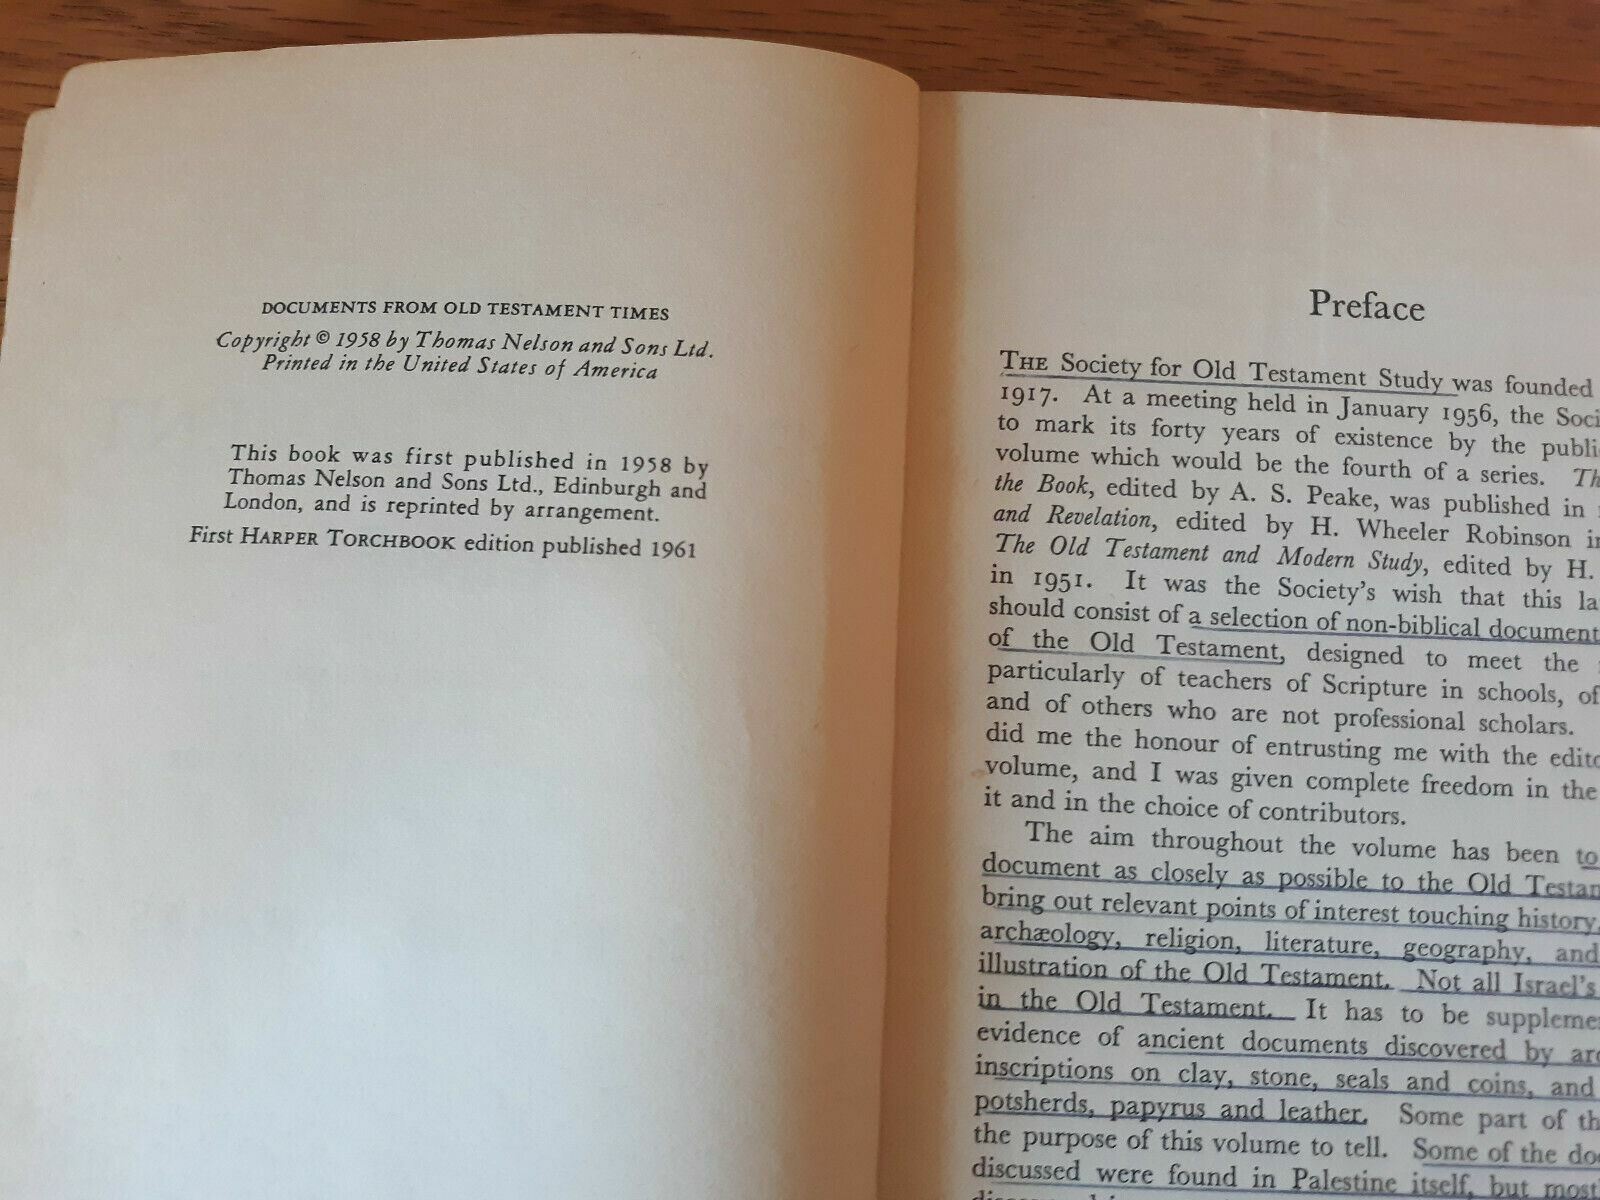 DOCUMENTS FROM OLD TESTAMENT TIMES
Copyright © 1958 by Thomas Nelson and Sons Ltd.
Printed in the United States of America
This book was first published in 1958 by
Thomas Nelson and Sons Ltd., Edinburgh and
London, and is reprinted by arrangement.
First HARPER TORCHBOOK edition published 1961
Preface
THE Society for Old Testament Study was founded
1917. At a meeting held in January 1956, the Soci
to mark its forty years of existence by the publi
volume which would be the fourth of a series. Th
the Book, edited by A. S. Peake, was published in
and Revelation, edited by H. Wheeler Robinson in
The Old Testament and Modern Study, edited by H.
in 1951. It was the Society's wish that this la
should consist of a selection of non-biblical document
of the Old Testament, designed to meet the
particularly of teachers of Scripture in schools, of
and of others who are not professional scholars.
did me the honour of entrusting me with the edito
volume, and I was given complete freedom in the
it and in the choice of contributors.
The aim throughout the volume has been to
document as closely as possible to the Old Testam
bring out relevant points of interest touching history,
archæology, religion, literature, geography, and
illustration of the Old Testament. Not all Israel's
in the Old Testament. It has to be suppleme
evidence of ancient documents discovered by arc
inscriptions on clay, stone, seals and coins, and
potsherds, papyrus and leather. Some part of th
the purpose of this volume to tell. Some of the do
discussed were found in Palestine itself, but most